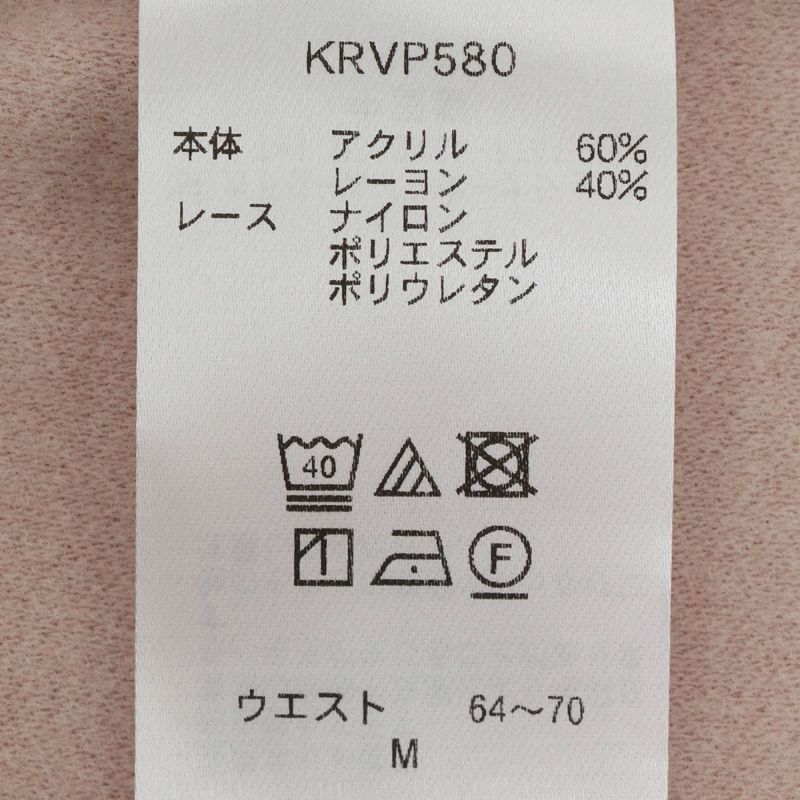 KRVP580
本体 アクリル 60%
レーヨン 40%
レース ナイロン
ポリエステル
ポリウレタン
40
F
ウエスト 64〜70
M